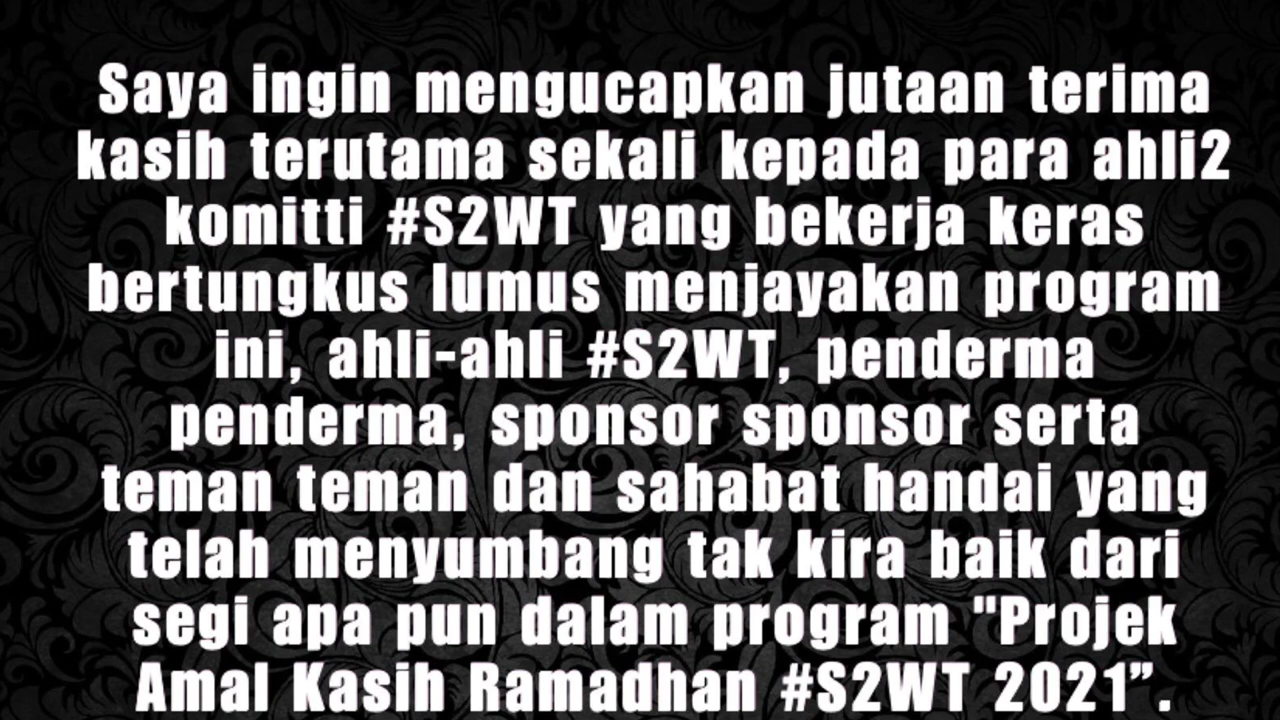 Saya ingin mengucapkan jutaan terima
kasih terutama sekali kepada para ahli2
komitti #S2WT yang bekerja keras
bertungkus lumus menjayakan program
ini, ahli-ahli #S2WT, penderma
penderma, sponsor sponsor serta
teman teman dan sahabat handai yang
telah menyumbang tak kira baik dari
segi apa pun dalam program "Projek
Amal Kasih Ramadhan #S2WT 2021”.